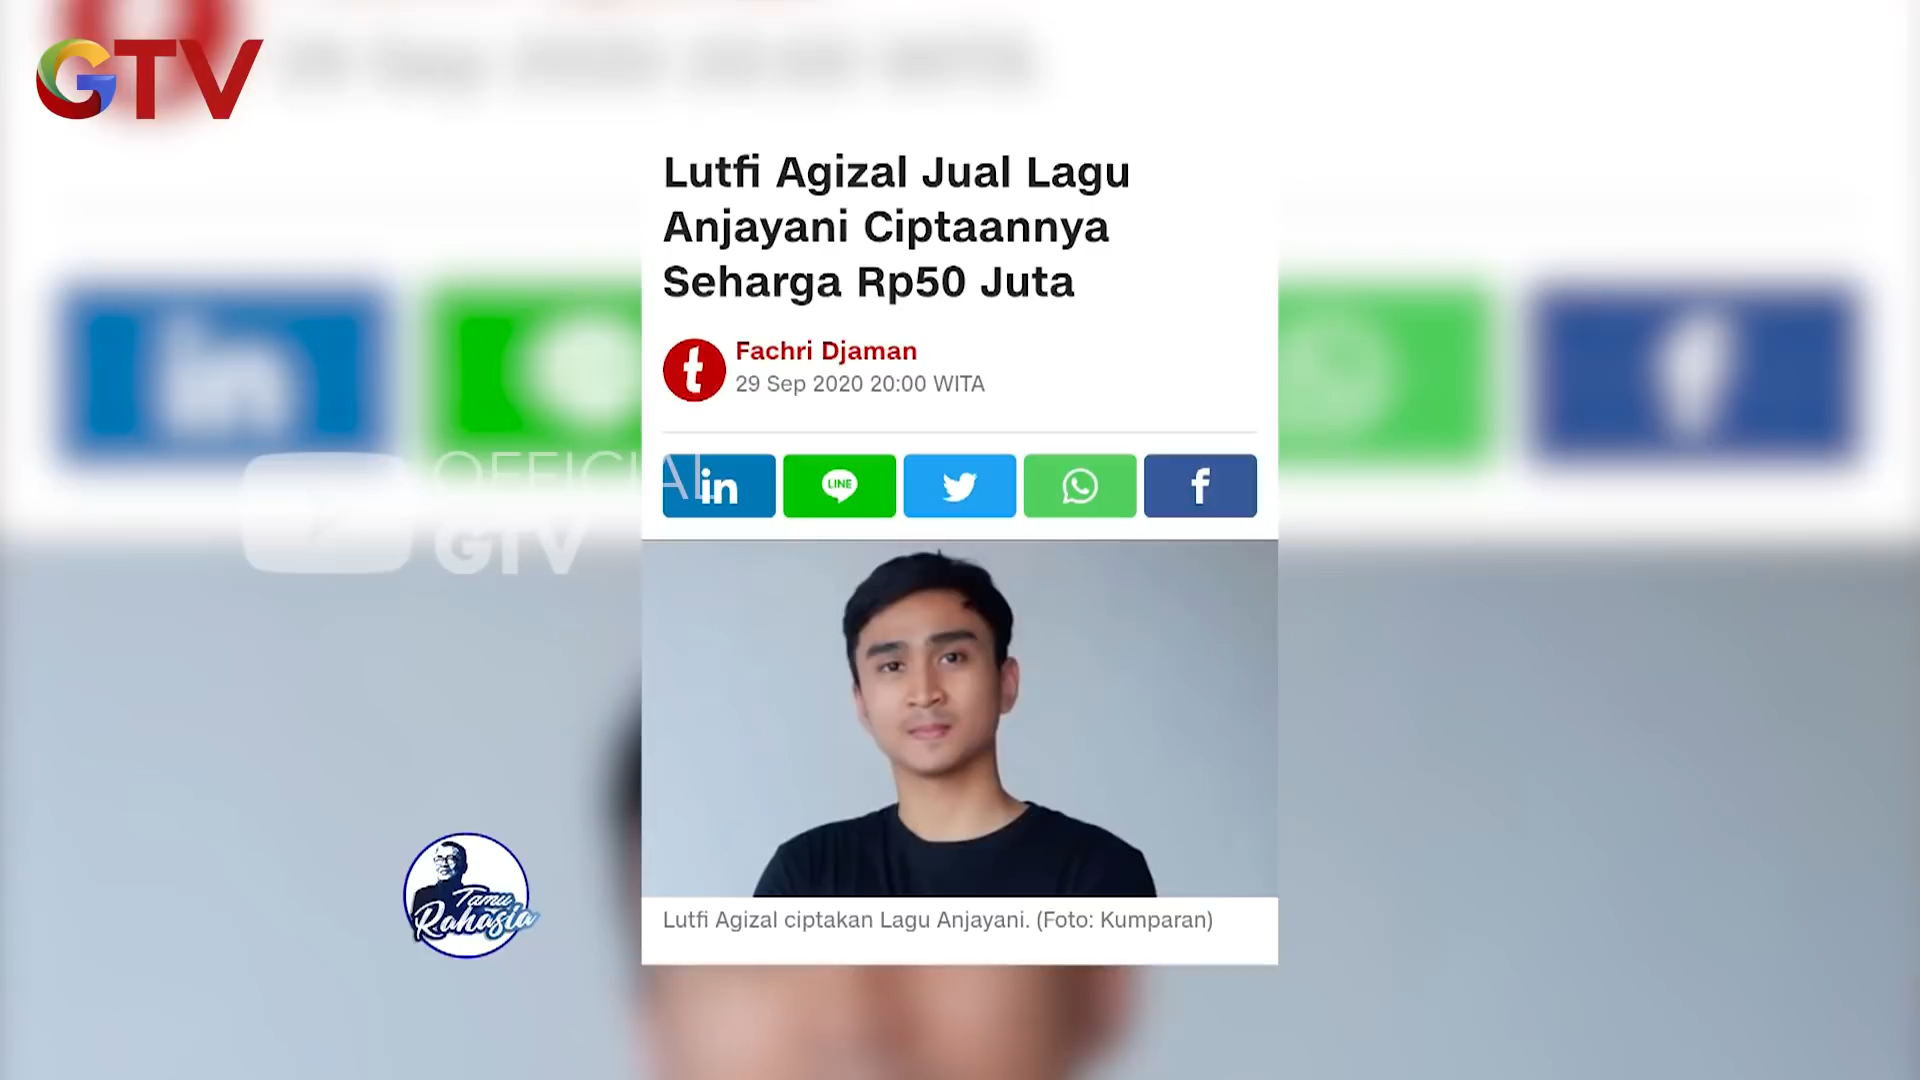 GTV
Lutfi Agizal Jual Lagu
Anjayani Ciptaannya
Seharga Rp50 Juta
t
Fachri Djaman
29 Sep 2020 20:00 WITA
in
LINE
f
OFFICIAL
GTV
Tamu
Rahasia
Lutfi Agizal ciptakan Lagu Anjayani. (Foto: Kumparan)